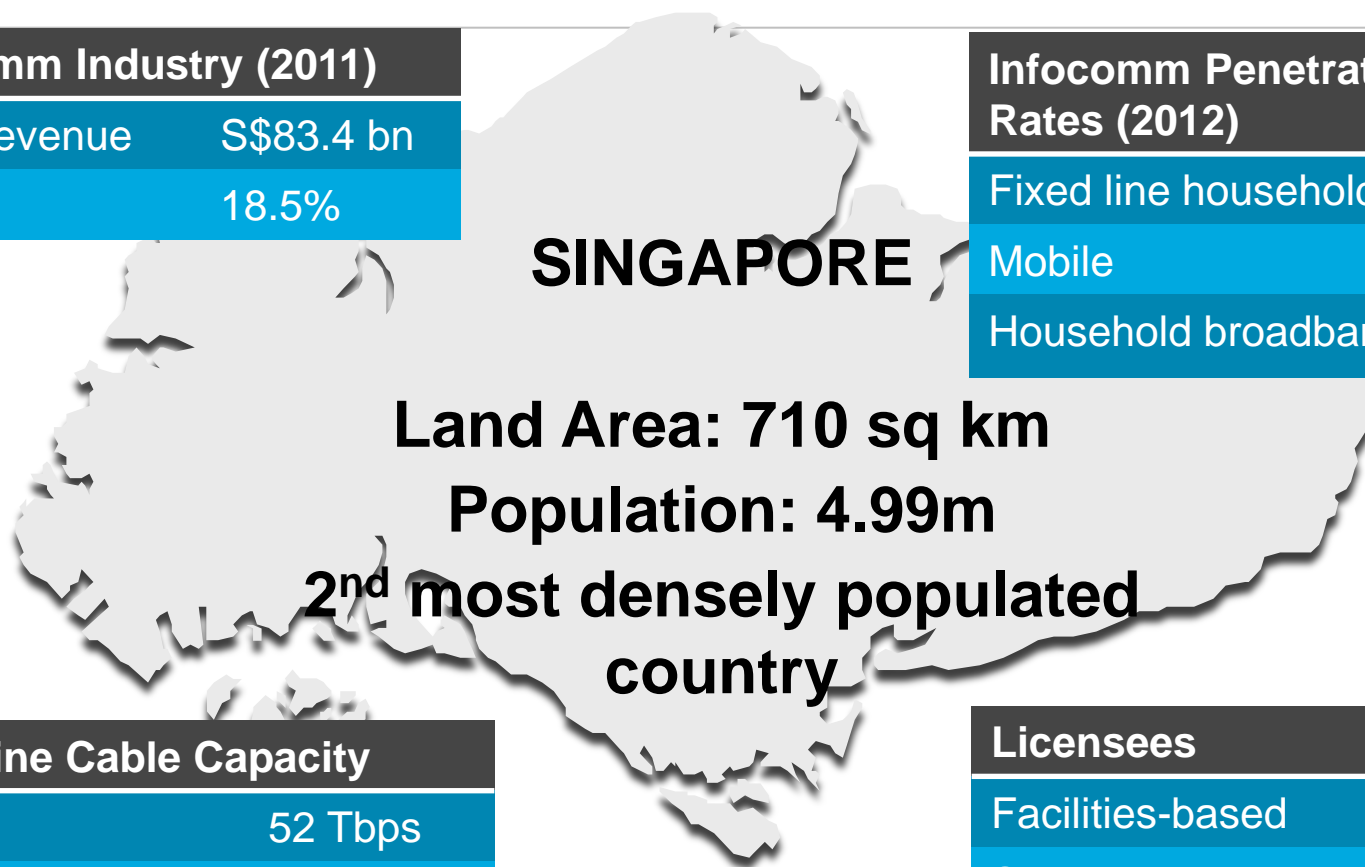 mm Industry (2011)
evenue S$83.4 bn
18.5%
Infocomm Penetrat
Rates (2012)
Fixed line household
Mobile
Household broadba
SINGAPORE
Land Area: 710 sq km
Population: 4.99m
2nd most densely populated
country
ine Cable Capacity
52 Tbps
Licensees
Facilities-based